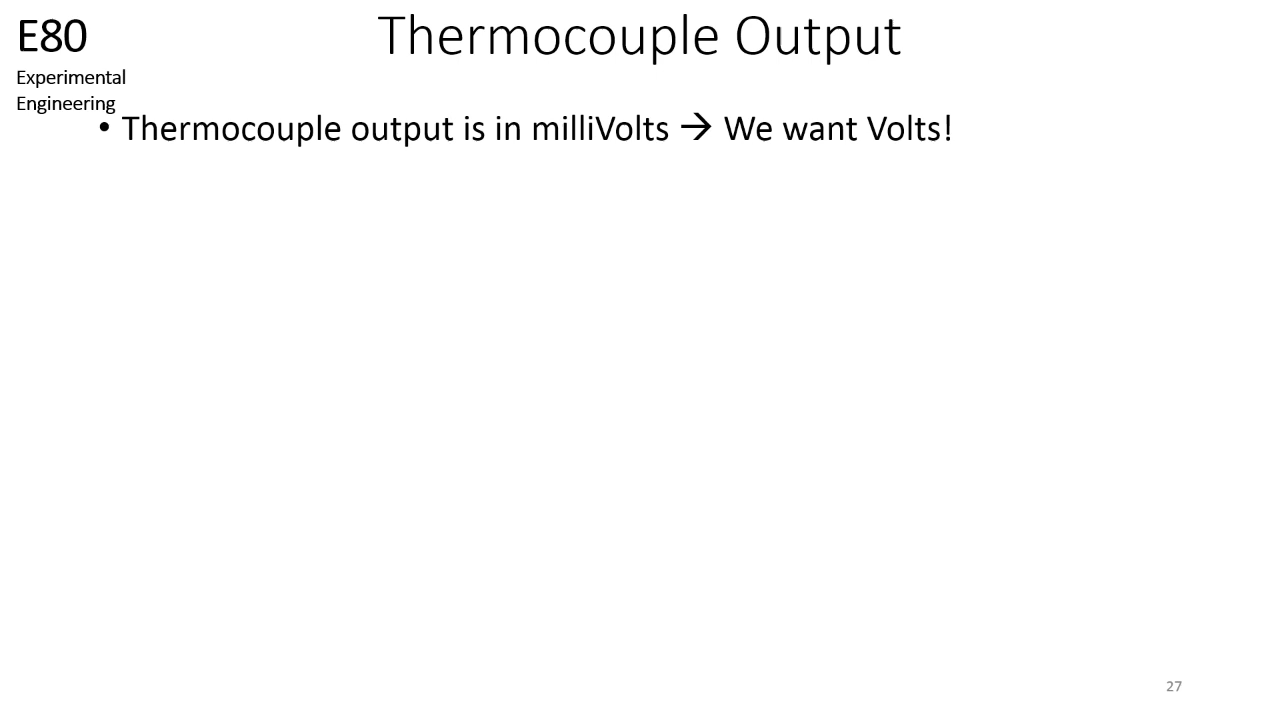 E80
Experimental
Engineering
Thermocouple Output
• Thermocouple output is in milliVolts → We want Volts!
27